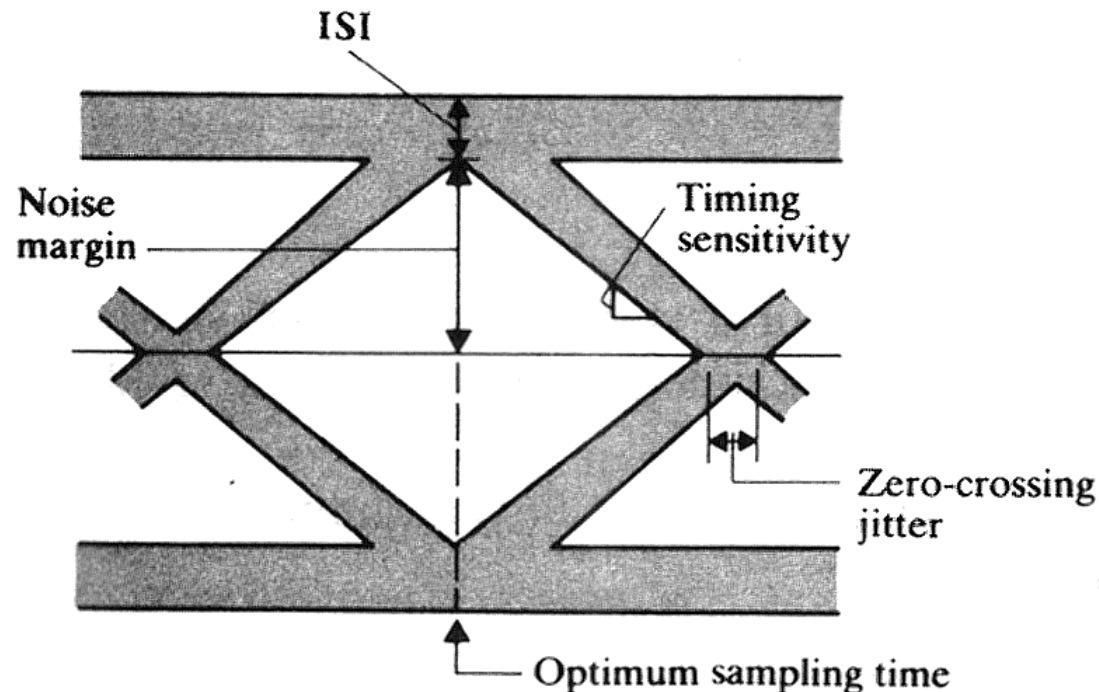 ISI
Noise
margin
Timing
sensitivity
Zero-crossing
jitter
Optimum sampling time